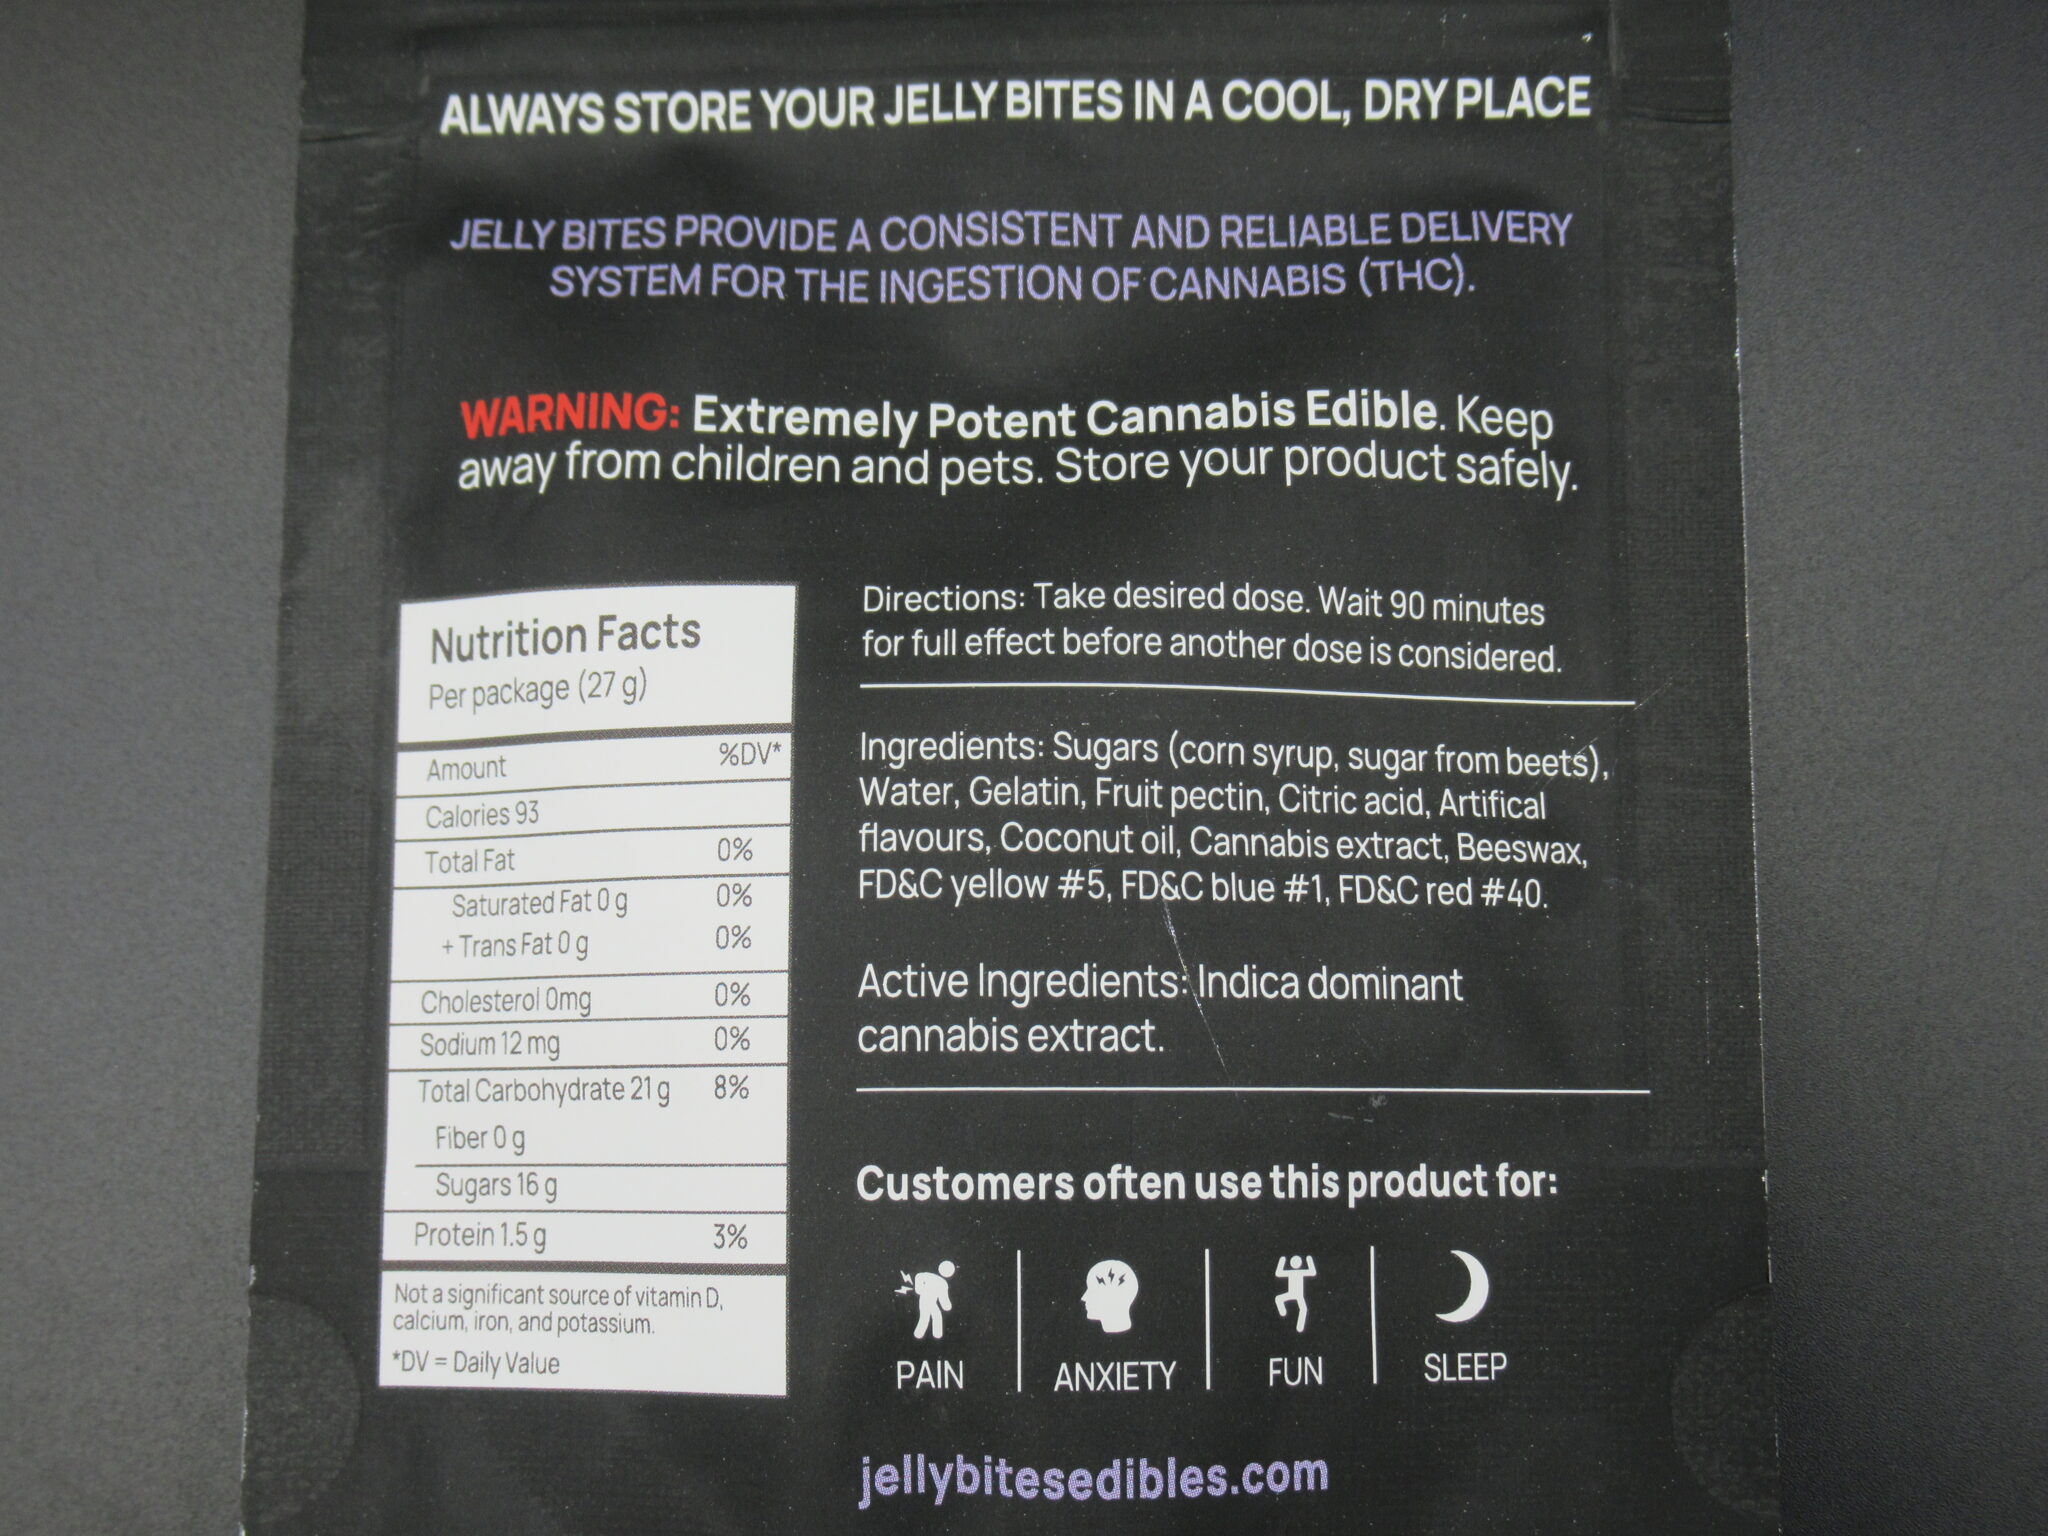 ALWAYS STORE YOUR JELLY BITES IN A COOL, DRY PLACE
JELLY BITES PROVIDE A CONSISTENT AND RELIABLE DELIVERY
SYSTEM FOR THE INGESTION OF CANNABIS (THC).
WARNING: Extremely Potent Cannabis Edible. Keep
away from children and pets. Store your product safely.
Nutrition Facts
Per package (27 g)
Amount %DV*
Calories 93
Total Fat 0%
Saturated Fat 0 g 0%
+ Trans Fat 0 g 0%
Cholesterol 0mg 0%
Sodium 12 mg 0%
Total Carbohydrate 21 g 8%
Fiber 0 g
Sugars 16 g
Protein 1.5 g 3%
Not a significant source of vitamin D,
calcium, iron, and potassium.
*DV = Daily Value
Directions: Take desired dose. Wait 90 minutes
for full effect before another dose is considered.
Ingredients: Sugars (corn syrup, sugar from beets),
Water, Gelatin, Fruit pectin, Citric acid, Artifical
flavours, Coconut oil, Cannabis extract, Beeswax,
FD&C yellow #5, FD&C blue #1, FD&C red #40.
Active Ingredients: Indica dominant
cannabis extract.
Customers often use this product for:
PAIN ANXIETY FUN SLEEP
jellybitesedibles.com